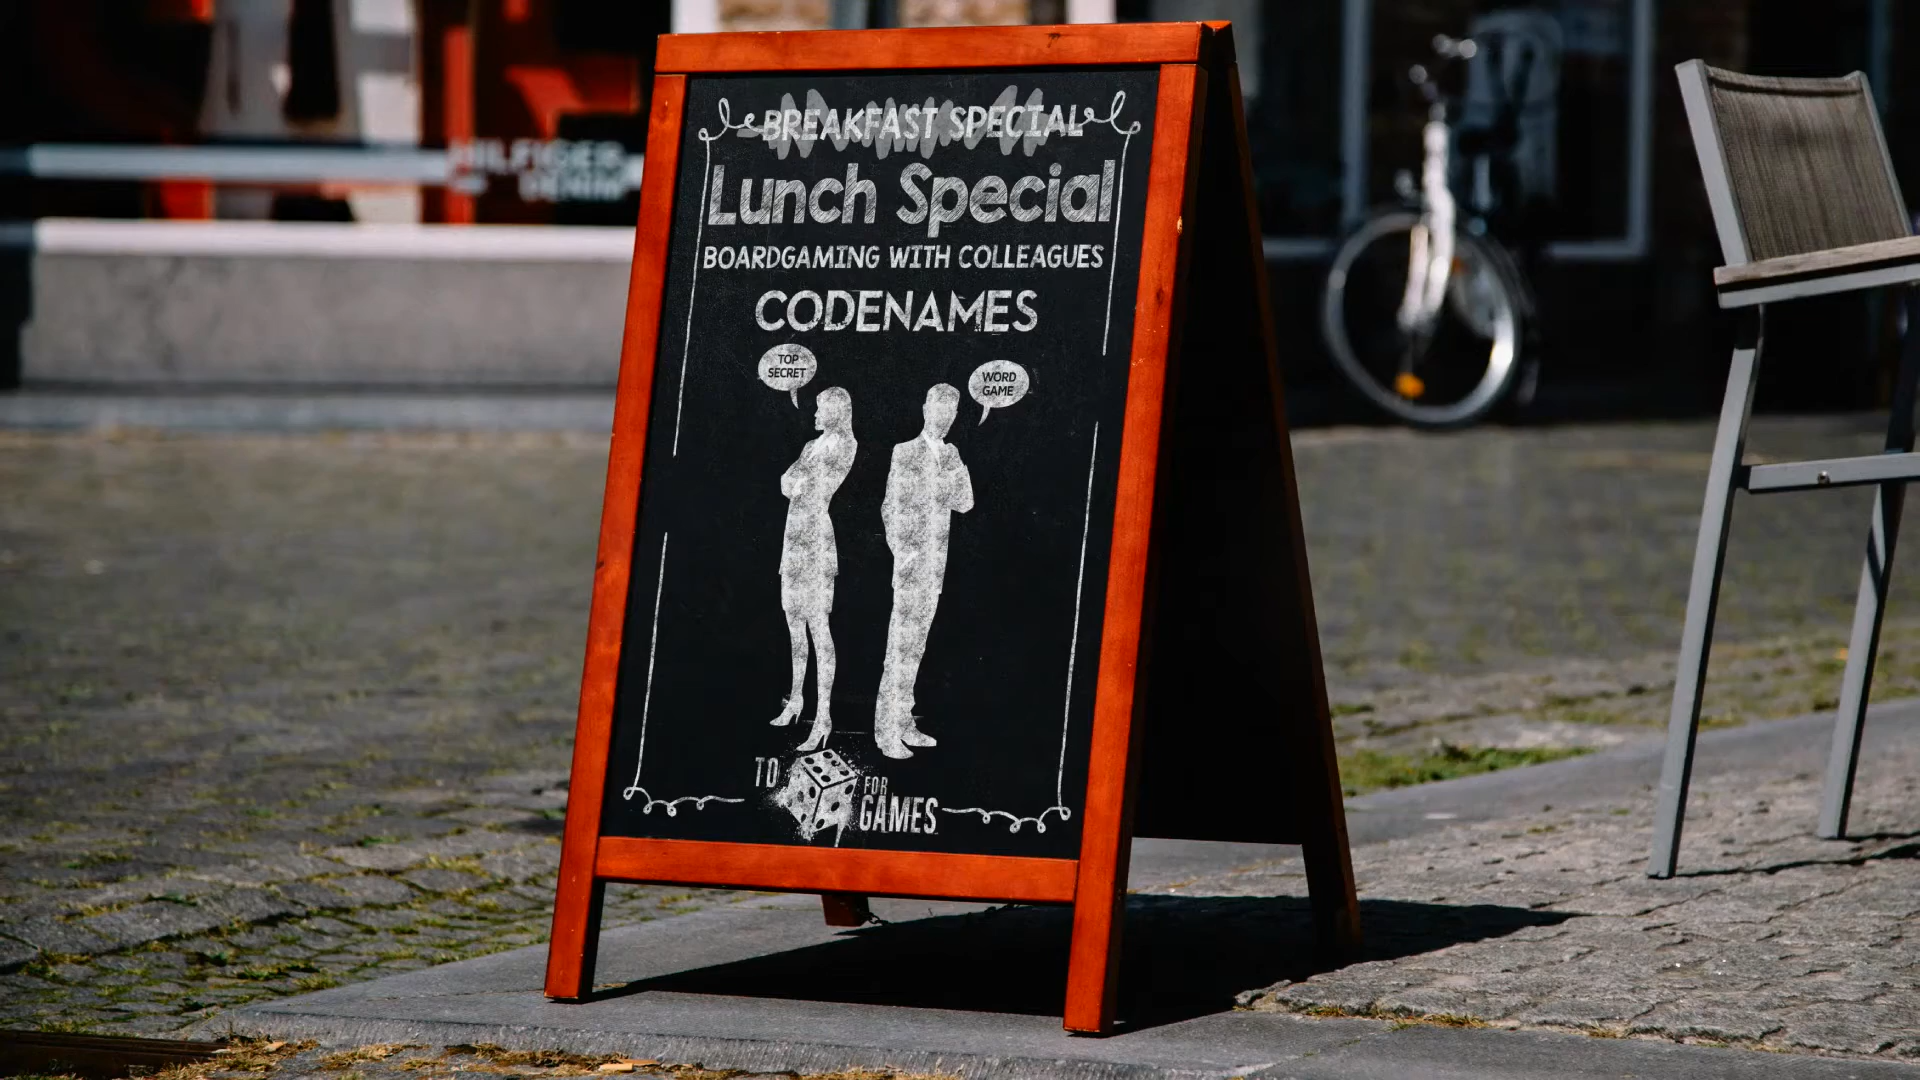 BREAKFAST SPECIAL
Lunch Special
BOARDGAMING WITH COLLEAGUES
CODENAMES
TOP
SECRET
WORD
GAME
TO
FOR
GAMES
HILFIGER
DENIM